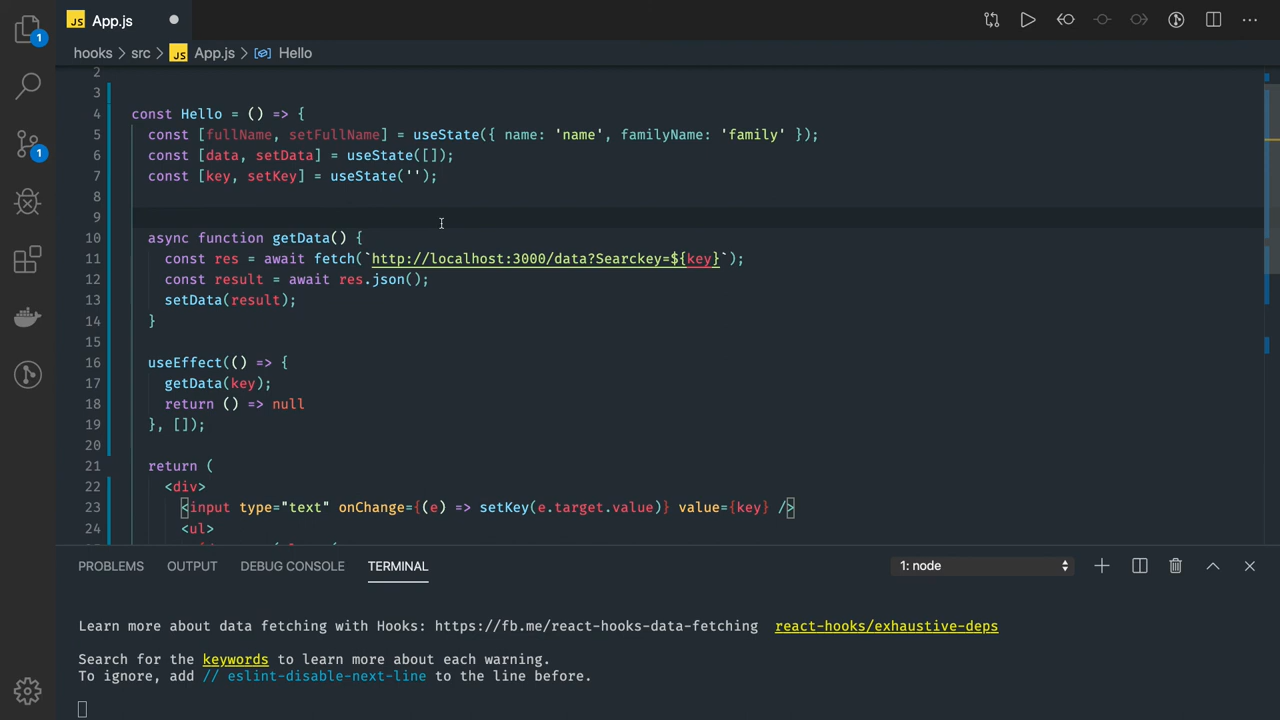 JS App.js
1
hooks > src > JS App.js > Hello
2
3
4 const Hello = () => {
5 const [fullName, setFullName] = useState({ name: 'name', familyName: 'family' });
6 const [data, setData] = useState([]);
7 const [key, setKey] = useState('');
8
9
10 async function getData() {
11 const res = await fetch(`http://localhost:3000/data?Searckey=${key}`);
12 const result = await res.json();
13 setData(result);
14 }
15
16 useEffect(() => {
17 getData(key);
18 return () => null
19 }, []);
20
21 return (
22 <div>
23 <input type="text" onChange={(e) => setKey(e.target.value)} value={key} />
24 <ul>
1
PROBLEMS OUTPUT DEBUG CONSOLE TERMINAL 1: node
Learn more about data fetching with Hooks: https://fb.me/react-hooks-data-fetching react-hooks/exhaustive-deps
Search for the keywords to learn more about each warning.
To ignore, add // eslint-disable-next-line to the line before.